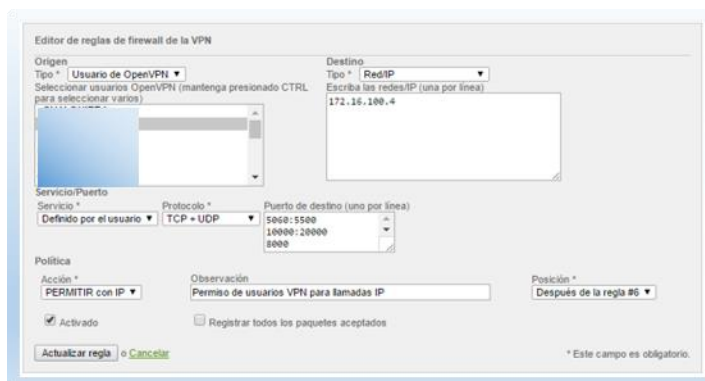 Editor de reglas de firewall de la VPN
Origen
Tipo * Usuario de OpenVPN
Seleccionar usuarios OpenVPN (mantenga presionado CTRL
para seleccionar varios)
Destino
Tipo * Red/IP
Escriba las redes/IP (una por línea)
172.16.100.4
Servicio/Puerto
Servicio * Protocolo * Puerto de destino (uno por línea)
Definido por el usuario TCP + UDP 5060:5500
10000:20000
8000
Política
Acción * Observación Posición *
PERMITIR con IP Permiso de usuarios VPN para llamadas IP Después de la regla #6
Activado Registrar todos los paquetes aceptados
Actualizar regla o Cancelar * Este campo es obligatorio.